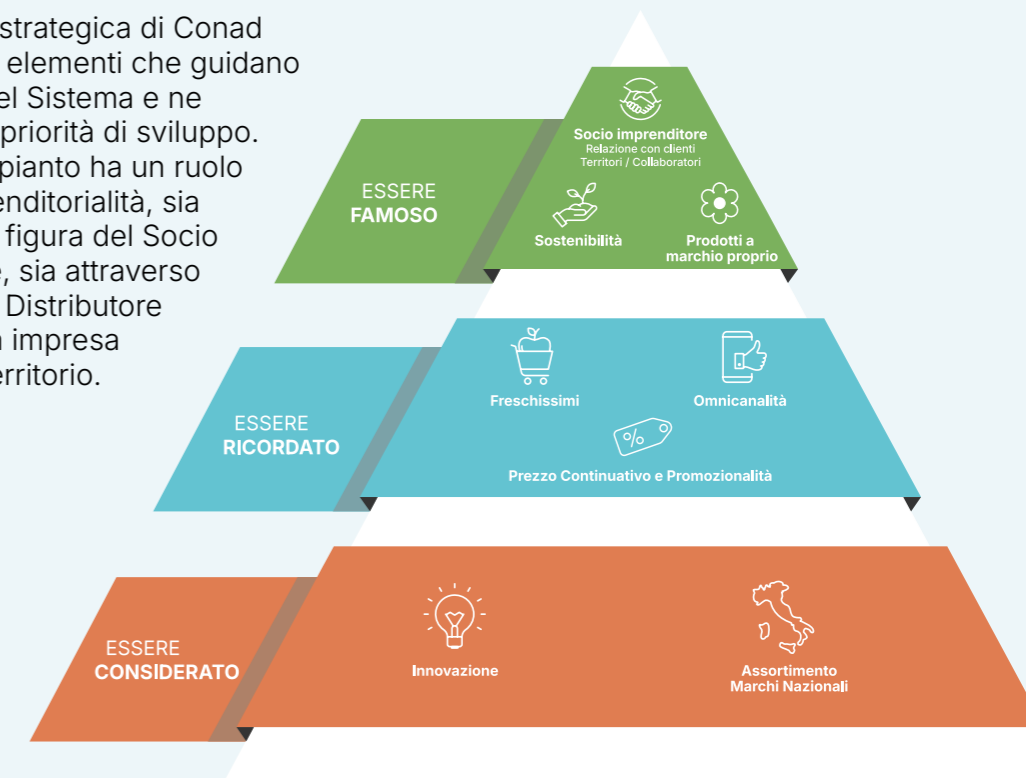 strategica di Conad
elementi che guidano
el Sistema e ne
priorità di sviluppo.
pianto ha un ruolo
enditorialità, sia
figura del Socio
e, sia attraverso
Distributore
impresa
erritorio.
ESSERE
FAMOSO
Socio imprenditore
Relazione con clienti
Territori / Collaboratori
Sostenibilità
Prodotti a
marchio proprio
ESSERE
RICORDATO
Freschissimi
Omnicanalità
%
Prezzo Continuativo e Promozionalità
ESSERE
CONSIDERATO
Innovazione
Assortimento
Marchi Nazionali